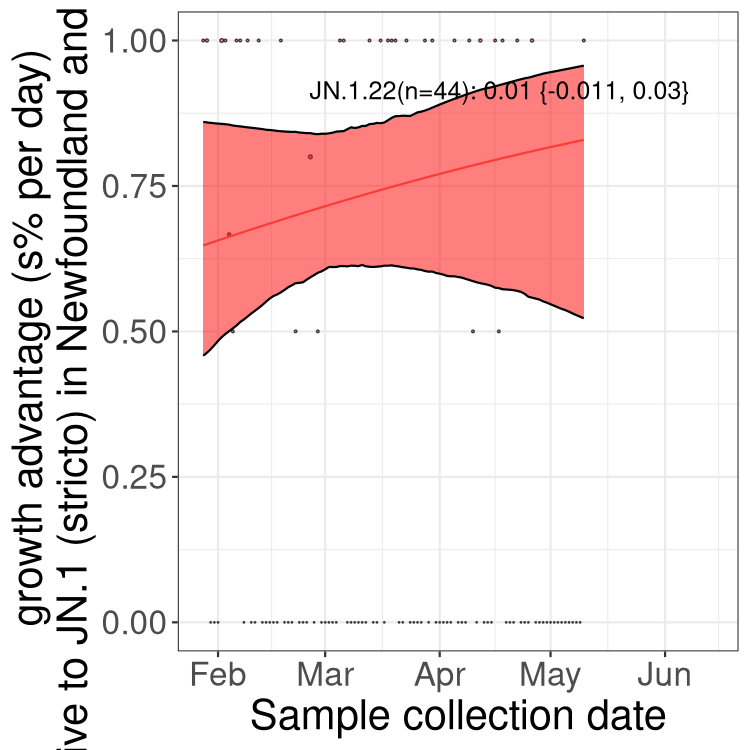 growth advantage (s% per day)
ive to JN.1 (stricto) in Newfoundland and
1.00
0.75
0.50
0.25
0.00
JN.1.22(n=44): 0.01 {-0.011, 0.03}
Feb Mar Apr May Jun
Sample collection date